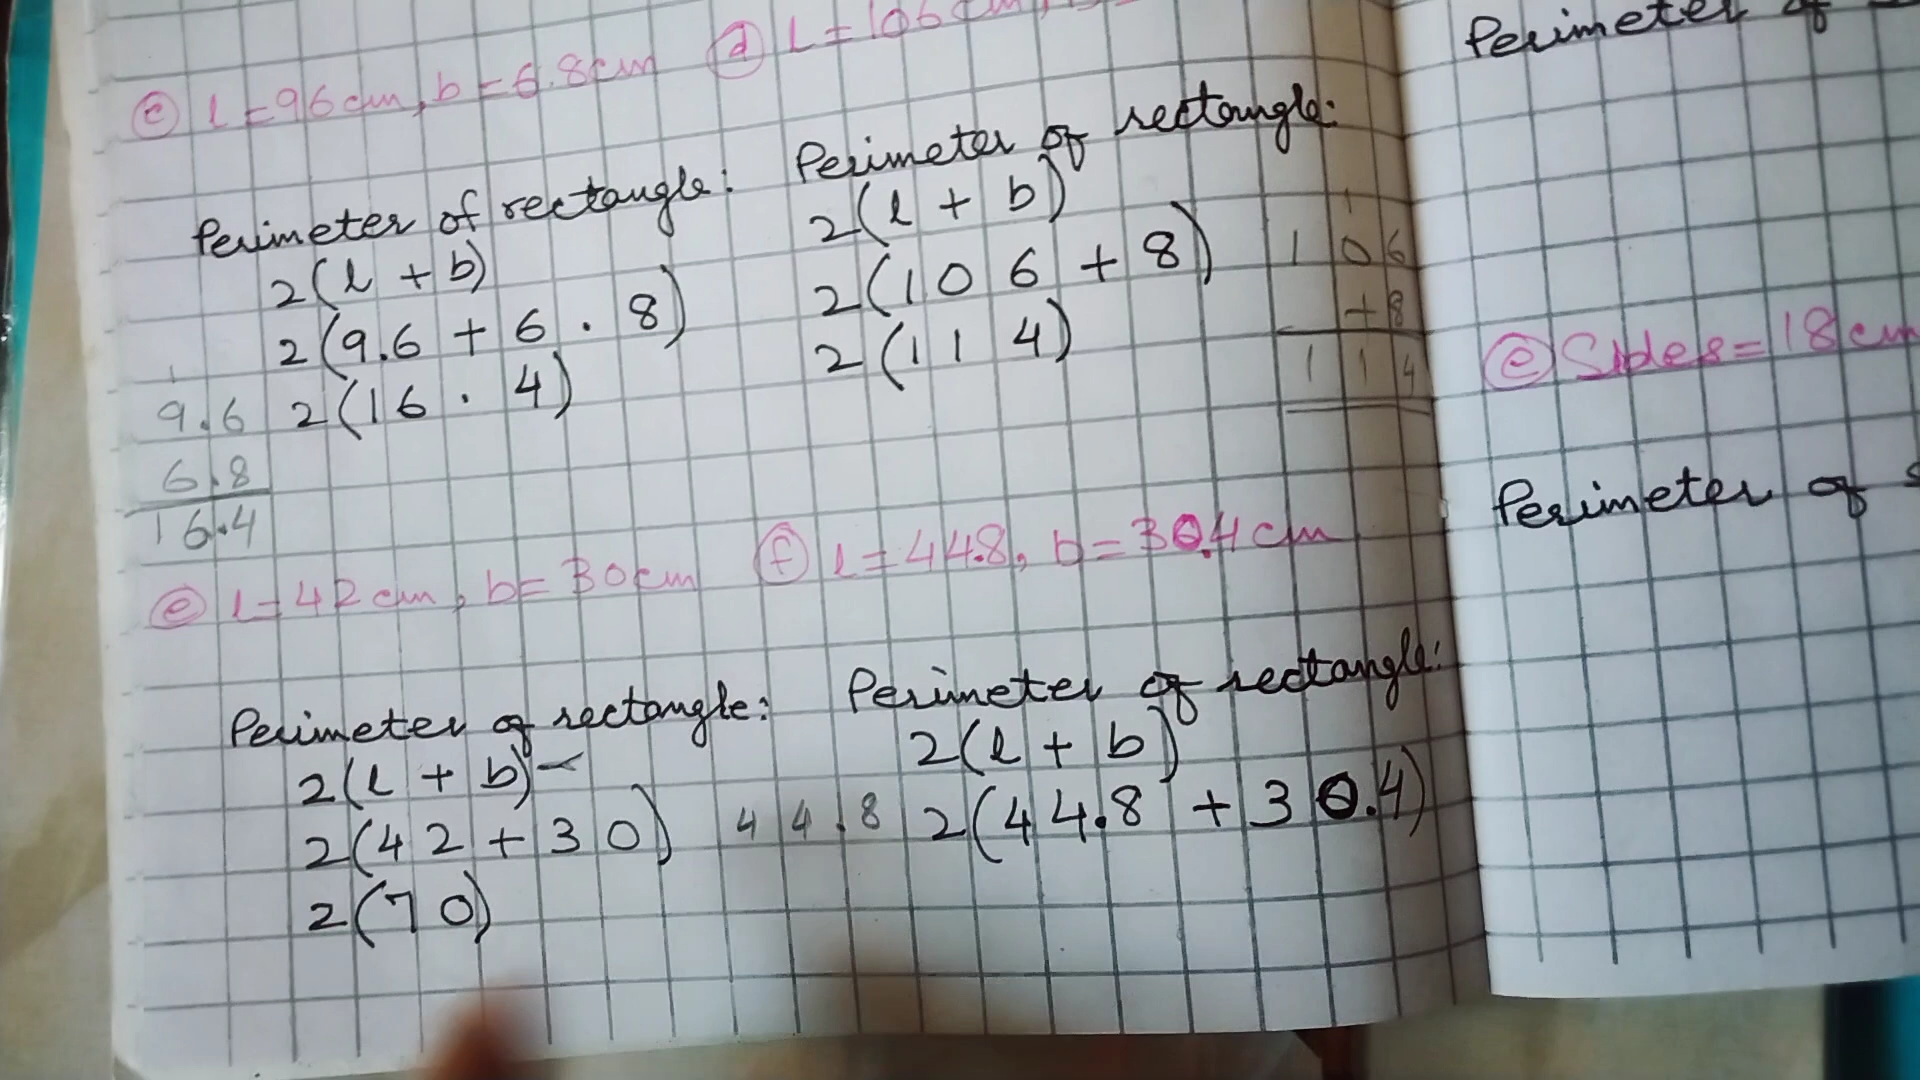 c l = 96 cm, b = 6.8 cm
Perimeter of rectangle:
2(l + b)
2(9.6 + 6.8)
2(16.4)
9.6
6.8
16.4
d L = 106 cm,
Perimeter of rectangle:
2(l + b)
2(106 + 8)
2(114)
1
106
+8
114
e l = 42 cm, b = 30 cm
Perimeter of rectangle:
2(l + b)
2(42 + 30)
2(70)
f l = 44.8, b = 30.4 cm
Perimeter of rectangle:
2(l + b)
44.8
2(44.8 + 30.4)
Perimeter of
e Sides = 18 cm
Perimeter of